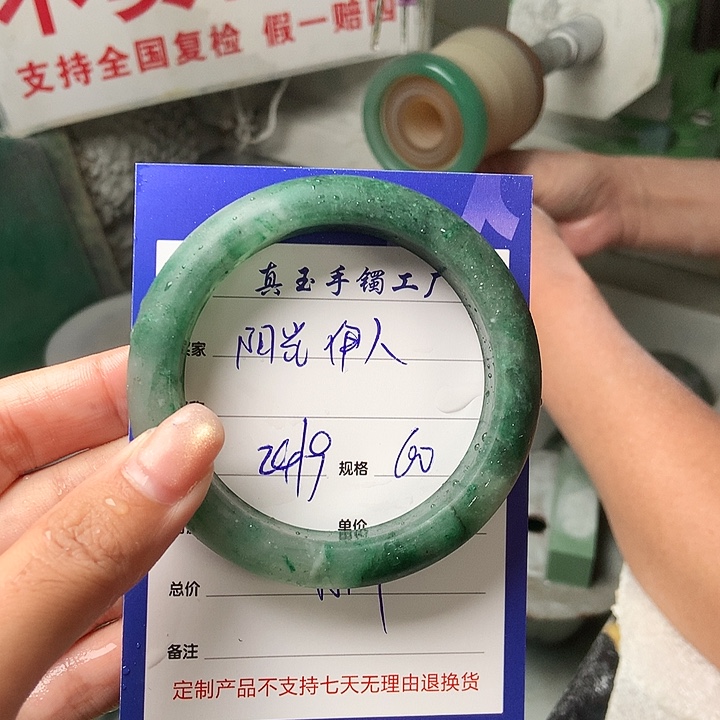 支持全国复检 假一赔四
真玉手镯工厂
家 阳光伊人
2419 规格 60
单价
总价
备注
定制产品不支持七天无理由退换货